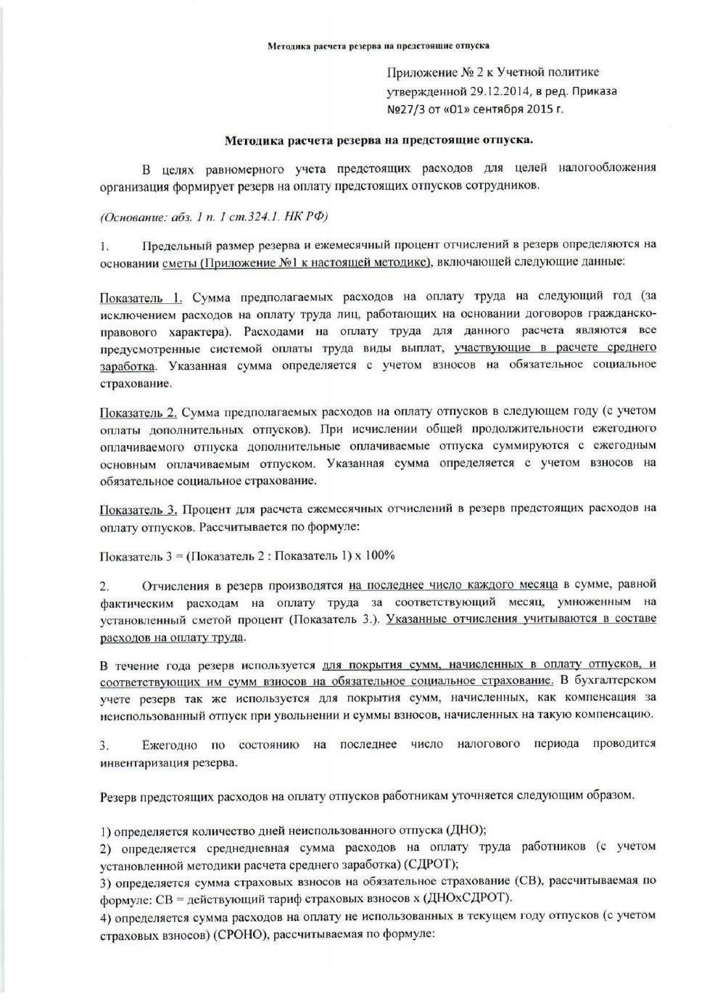 Методика расчета резерва на предстоящие отпуска
Приложение № 2 к Учетной политике
утвержденной 29.12.2014, в ред. Приказа
№27/3 от «01» сентября 2015 г.
Методика расчета резерва на предстоящие отпуска.
В целях равномерного учета предстоящих расходов для целей налогообложения
организация формирует резерв на оплату предстоящих отпусков сотрудников.
(Основание: абз. 1 п. 1 ст.324.1. НК РФ)
1. Предельный размер резерва и ежемесячный процент отчислений в резерв определяются на
основании сметы (Приложение №1 к настоящей методике), включающей следующие данные:
Показатель 1. Сумма предполагаемых расходов на оплату труда на следующий год (за
исключением расходов на оплату труда лиц, работающих на основании договоров гражданско-
правового характера). Расходами на оплату труда для данного расчета являются все
предусмотренные системой оплаты труда виды выплат, участвующие в расчете среднего
заработка. Указанная сумма определяется с учетом взносов на обязательное социальное
страхование.
Показатель 2. Сумма предполагаемых расходов на оплату отпусков в следующем году (с учетом
оплаты дополнительных отпусков). При исчислении общей продолжительности ежегодного
оплачиваемого отпуска дополнительные оплачиваемые отпуска суммируются с ежегодным
основным оплачиваемым отпуском. Указанная сумма определяется с учетом взносов на
обязательное социальное страхование.
Показатель 3. Процент для расчета ежемесячных отчислений в резерв предстоящих расходов на
оплату отпусков. Рассчитывается по формуле:
Показатель 3 = (Показатель 2 : Показатель 1) х 100%
2. Отчисления в резерв производятся на последнее число каждого месяца в сумме, равной
фактическим расходам на оплату труда за соответствующий месяц, умноженным на
установленный сметой процент (Показатель 3.). Указанные отчисления учитываются в составе
расходов на оплату труда.
В течение года резерв используется для покрытия сумм, начисленных в оплату отпусков, и
соответствующих им сумм взносов на обязательное социальное страхование. В бухгалтерском
учете резерв так же используется для покрытия сумм, начисленных, как компенсация за
неиспользованный отпуск при увольнении и суммы взносов, начисленных на такую компенсацию.
3. Ежегодно по состоянию на последнее число налогового периода проводится
инвентаризация резерва.
Резерв предстоящих расходов на оплату отпусков работникам уточняется следующим образом.
1) определяется количество дней неиспользованного отпуска (ДНО);
2) определяется среднедневная сумма расходов на оплату труда работников (с учетом
установленной методики расчета среднего заработка) (СДРОТ);
3) определяется сумма страховых взносов на обязательное страхование (СВ), рассчитываемая по
формуле: СВ = действующий тариф страховых взносов х (ДНОхСДРОТ).
4) определяется сумма расходов на оплату не использованных в текущем году отпусков (с учетом
страховых взносов) (СРОНО), рассчитываемая по формуле: